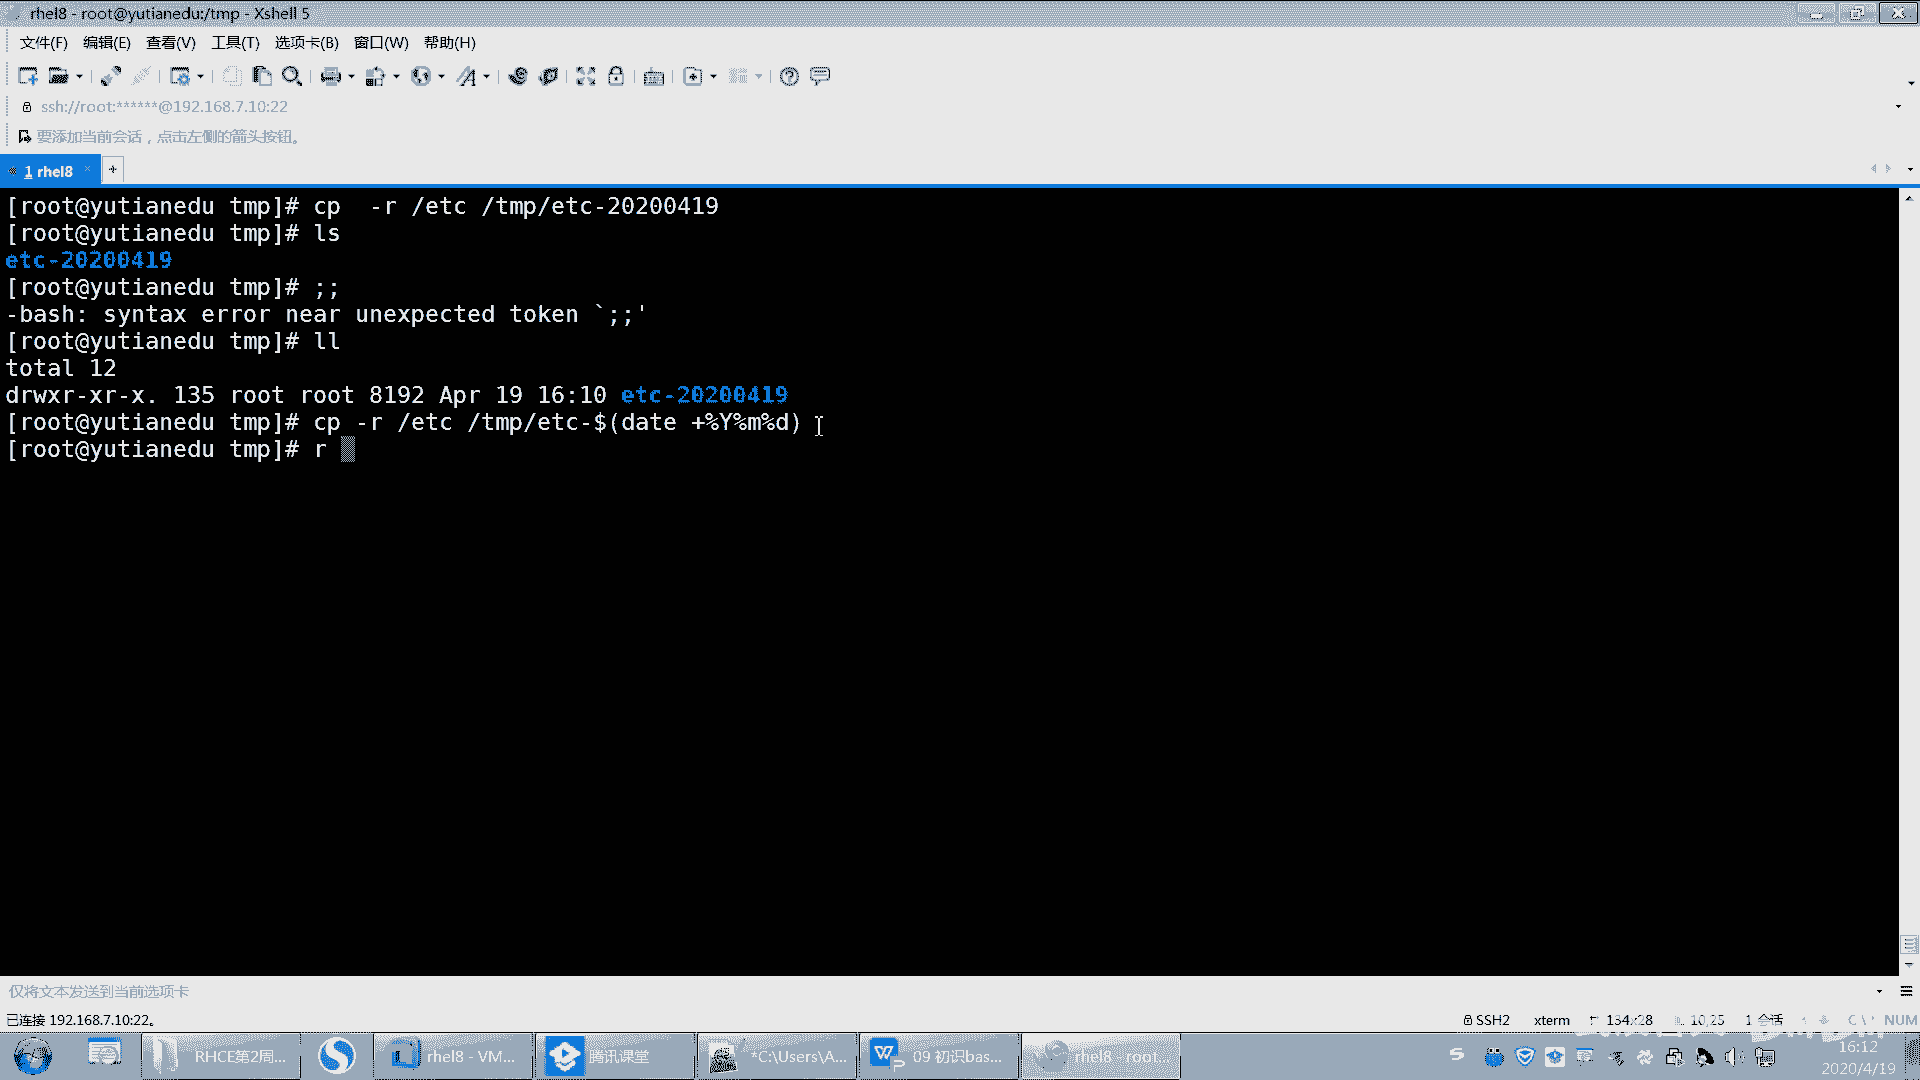 rhel8 - root@yutianedu:/tmp - Xshell 5
文件(F) 编辑(E) 查看(V) 工具(T) 选项卡(B) 窗口(W) 帮助(H)
ssh://root:******@192.168.7.10:22
要添加当前会话，点击左侧的箭头按钮。
1 rhel8
[root@yutianedu tmp]# cp  -r /etc /tmp/etc-20200419
[root@yutianedu tmp]# ls
etc-20200419
[root@yutianedu tmp]# ;;
-bash: syntax error near unexpected token `;;'
[root@yutianedu tmp]# ll
total 12
drwxr-xr-x. 135 root root 8192 Apr 19 16:10 etc-20200419
[root@yutianedu tmp]# cp -r /etc /tmp/etc-$(date +%Y%m%d)
[root@yutianedu tmp]# r
仅将文本发送到当前选项卡
已连接 192.168.7.10:22。 SSH2 xterm 134x28 10,25 1 会话 NUM
RHCE第2周... rhel8 - VM... 腾讯课堂 *C:\Users\A... 09 初识bas... rhel8 - root...
16:12
2020/4/19